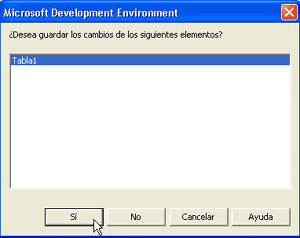 Microsoft Development Environment
¿Desea guardar los cambios de los siguientes elementos?
Tabla1
Sí No Cancelar Ayuda